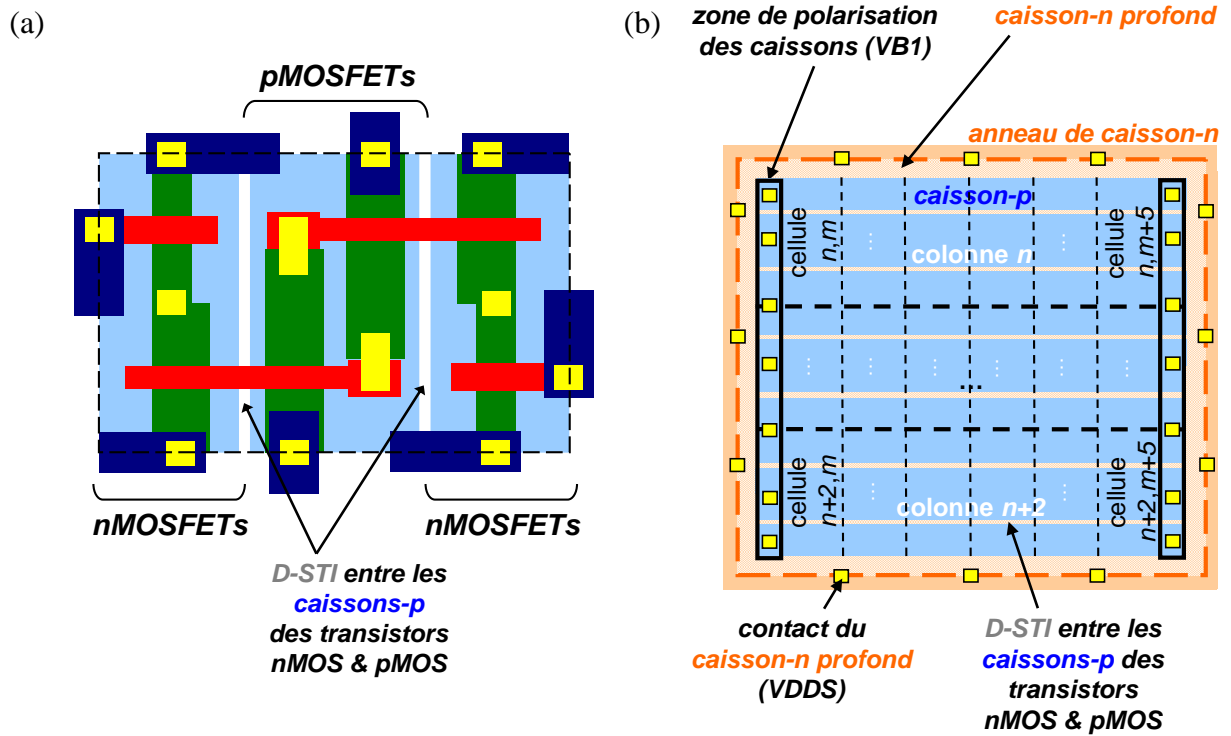 (a)
pMOSFETs
nMOSFETs
nMOSFETs
D-STI entre les
caissons-p
des transistors
nMOS & pMOS
(b)
zone de polarisation
des caissons (VB1)
caisson-n profond
anneau de caisson-n
caisson-p
cellule
n,m
colonne n
cellule
n,m+5
...
cellule
n+2,m
colonne n+2
cellule
n+2,m+5
contact du
caisson-n profond
(VDDS)
D-STI entre les
caissons-p des
transistors
nMOS & pMOS